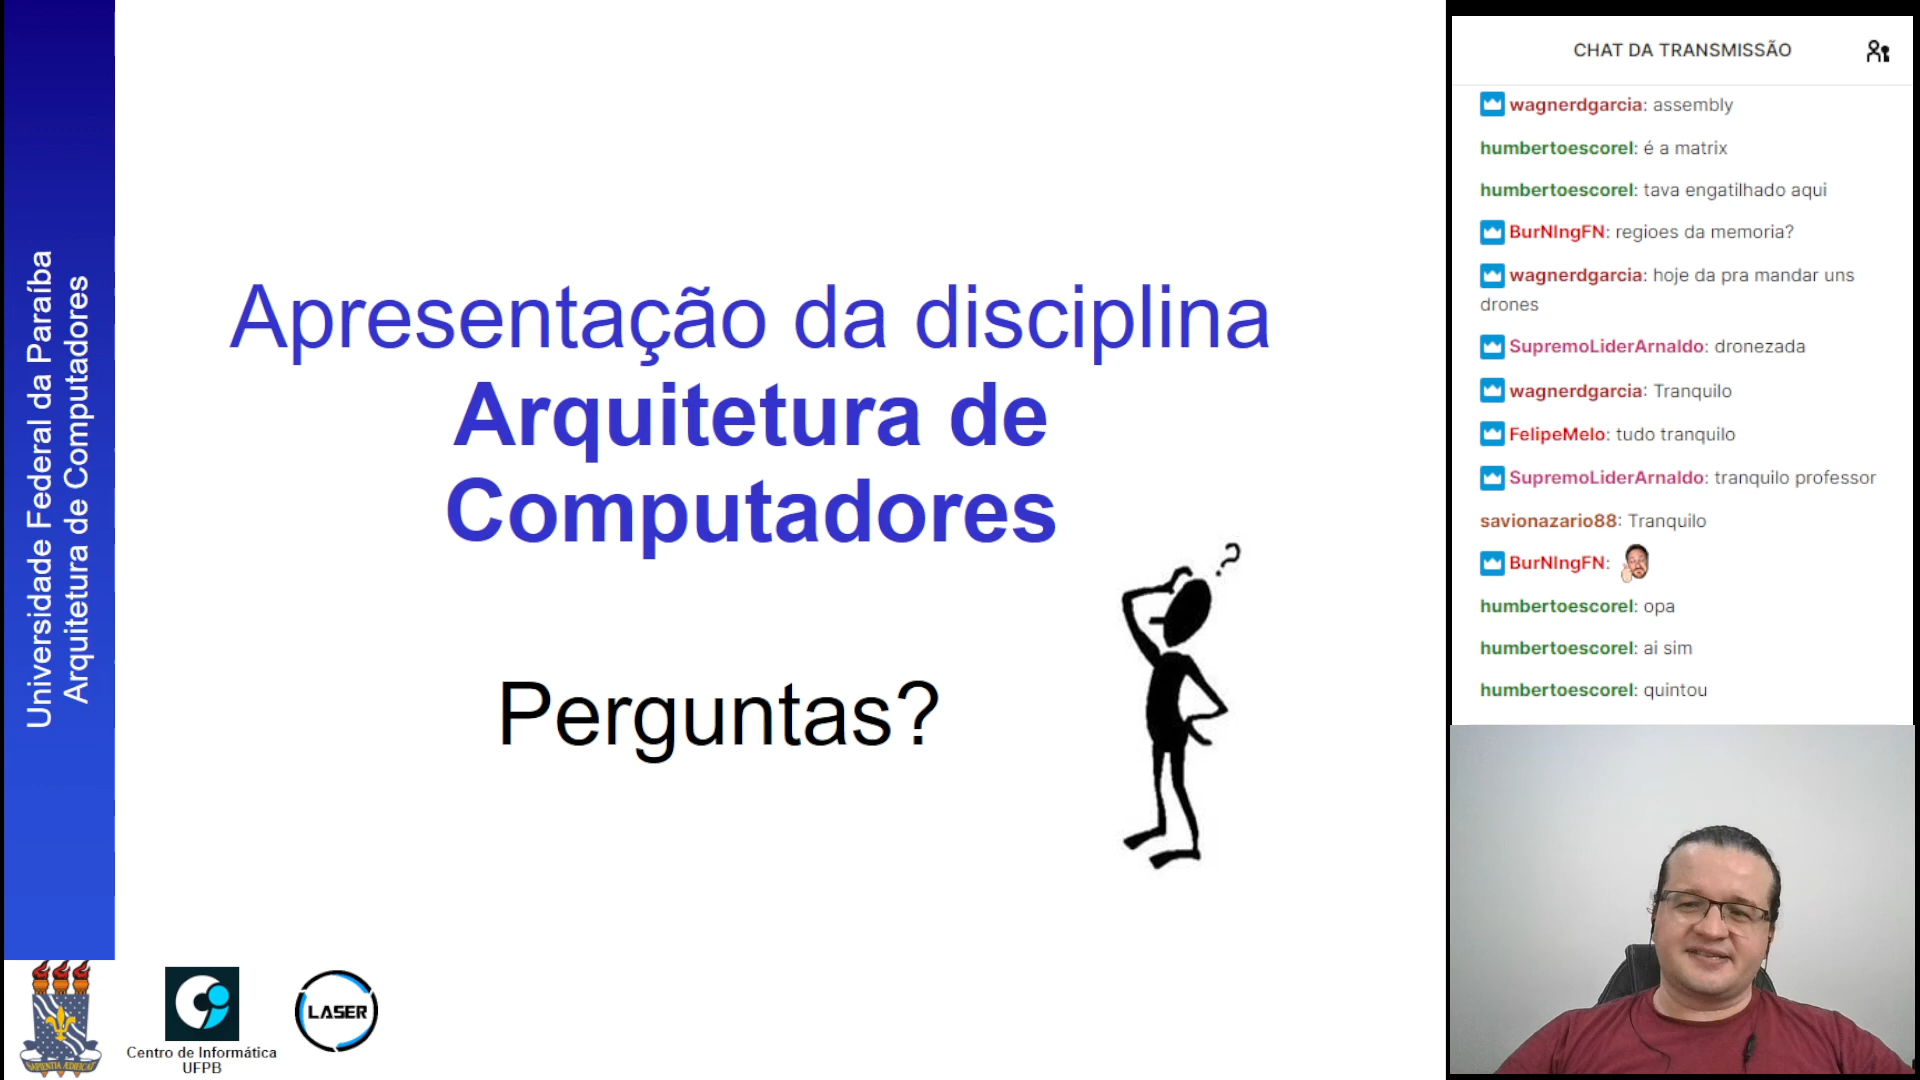 Universidade Federal da Paraíba
Arquitetura de Computadores
Apresentação da disciplina
Arquitetura de
Computadores
Perguntas?
?
SAPIENTIA ÆDIFICAT
Centro de Informática
UFPB
LASER
CHAT DA TRANSMISSÃO
wagnerdgarcia: assembly
humbertoescorel: é a matrix
humbertoescorel: tava engatilhado aqui
BurNIngFN: regioes da memoria?
wagnerdgarcia: hoje da pra mandar uns
drones
SupremoLiderArnaldo: dronezada
wagnerdgarcia: Tranquilo
FelipeMelo: tudo tranquilo
SupremoLiderArnaldo: tranquilo professor
savionazario88: Tranquilo
BurNIngFN:
humbertoescorel: opa
humbertoescorel: ai sim
humbertoescorel: quintou